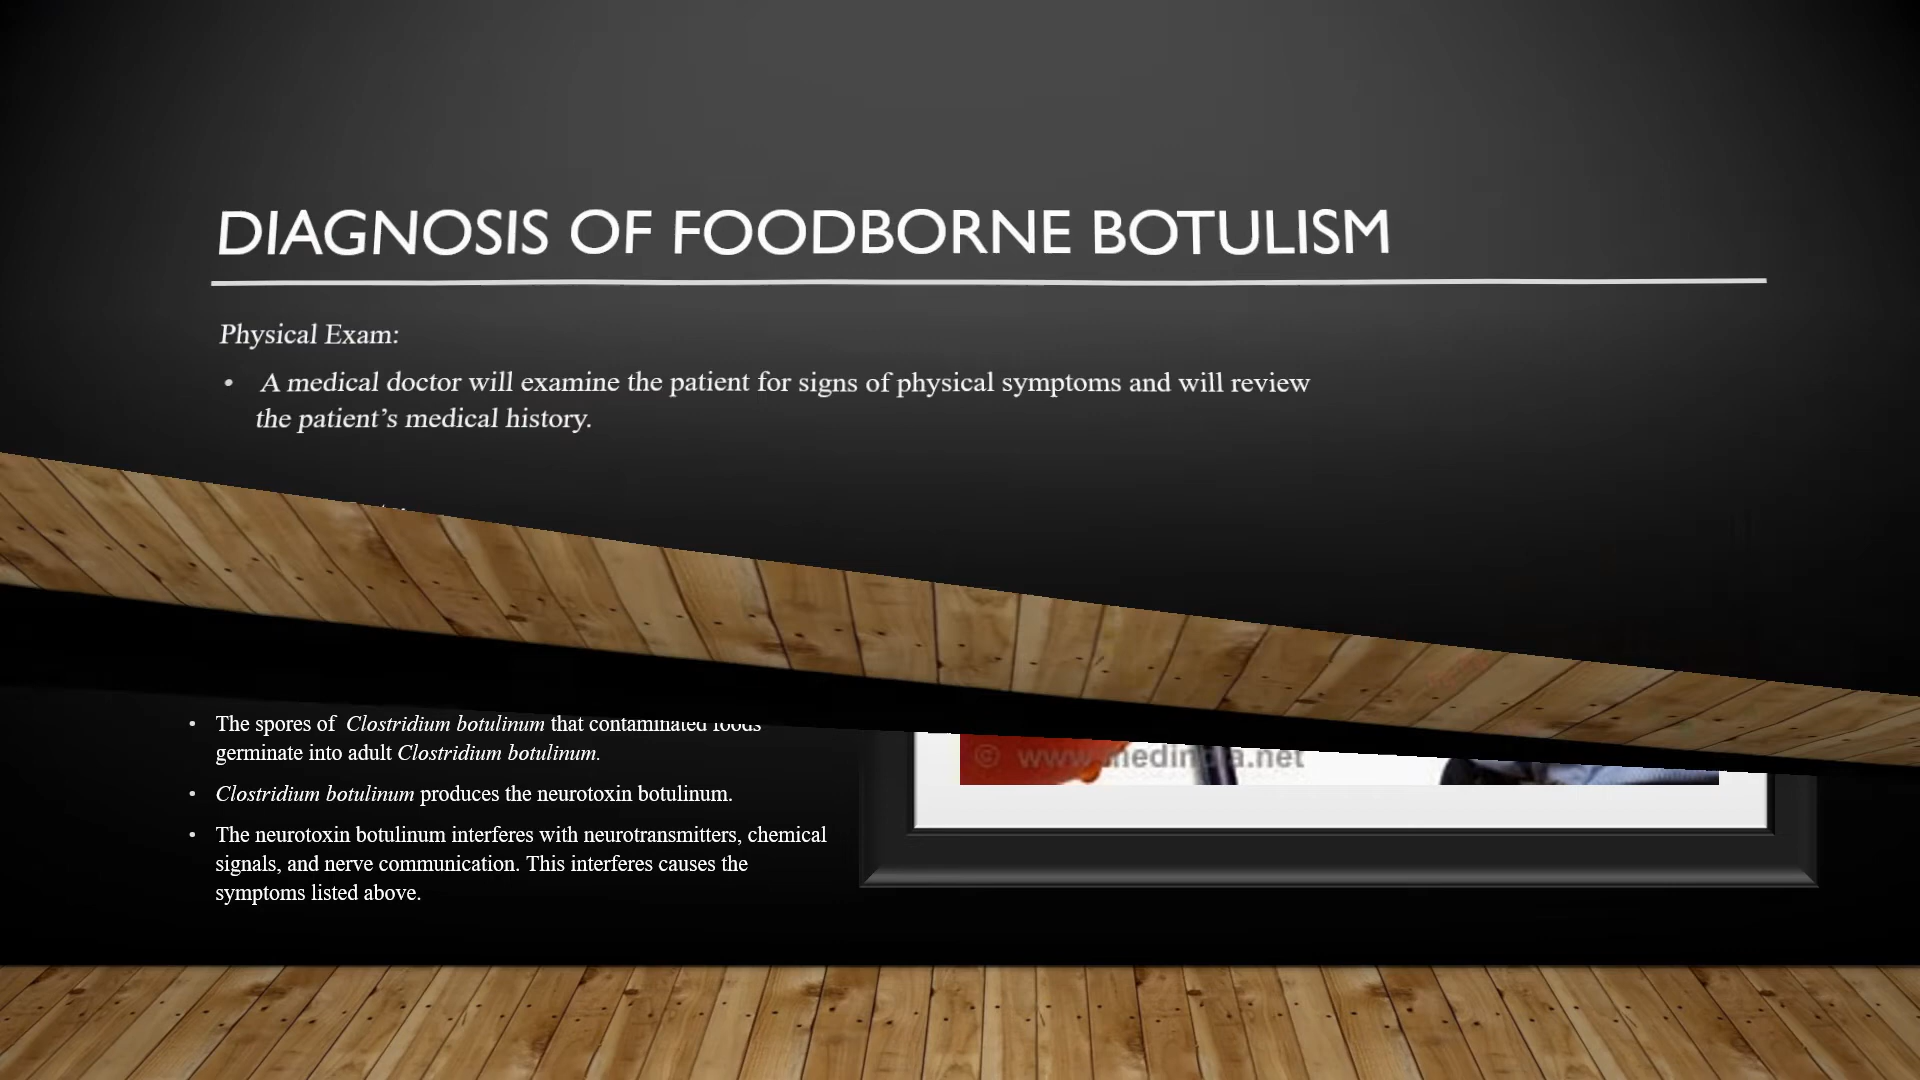 DIAGNOSIS OF FOODBORNE BOTULISM
Physical Exam:
• A medical doctor will examine the patient for signs of physical symptoms and will review
the patient’s medical history.
• The spores of Clostridium botulinum that contaminated foods
germinate into adult Clostridium botulinum.
• Clostridium botulinum produces the neurotoxin botulinum.
• The neurotoxin botulinum interferes with neurotransmitters, chemical
signals, and nerve communication. This interferes causes the
symptoms listed above.
© www.medindia.net